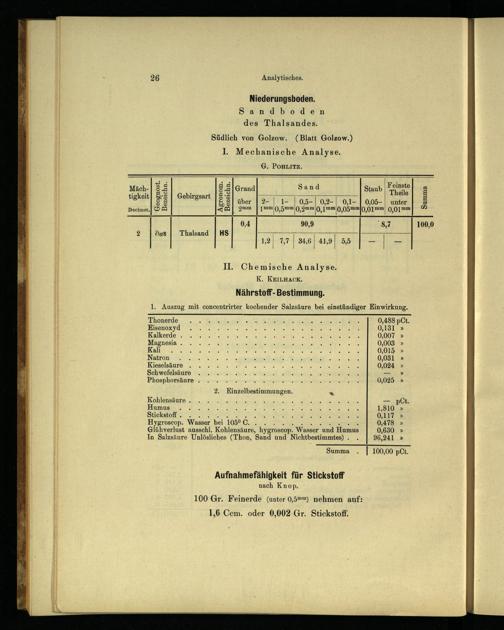 26
Analytisches.
Niederungsboden.
Sandboden
des Thalsandes.
Südlich von Golzow. (Blatt Golzow.)
I. Mechanische Analyse.
G. Pohlitz.
Mäch-tigkeit Decimet. Geognost. Bezeichn. Gebirgsart Agronom. Bezeichn. Grand über 2mm Sand 2–1mm 1–0,5mm 0,5–0,2mm 0,2–0,1mm 0,1–0,05mm Staub 0,05–0,01mm Feinste Theile unter 0,01mm Summa
0,4 90,9 8,7 100,0
2 Thalsand HS
1,2 7,7 34,6 41,9 5,5 — —
II. Chemische Analyse.
K. Keilhack.
Nährstoff-Bestimmung.
1. Auszug mit concentrirter kochender Salzsäure bei einstündiger Einwirkung.
Thonerde . . . 0,488 pCt.
Eisenoxyd . . . 0,131 »
Kalkerde . . . 0,007 »
Magnesia . . . 0,003 »
Kali . . . 0,015 »
Natron . . . 0,031 »
Kieselsäure . . . 0,024 »
Schwefelsäure . . . — »
Phosphorsäure . . . 0,025 »
2. Einzelbestimmungen.
Kohlensäure . . . — pCt.
Humus . . . 1,810 »
Stickstoff . . . 0,117 »
Hygroscop. Wasser bei 105° C. . . . 0,478 »
Glühverlust ausschl. Kohlensäure, hygroscop. Wasser und Humus 0,630 »
In Salzsäure Unlösliches (Thon, Sand und Nichtbestimmtes) . . 96,241 »
Summa . 100,00 pCt.
Aufnahmefähigkeit für Stickstoff
nach Knop.
100 Gr. Feinerde (unter 0,5mm) nehmen auf:
1,6 Ccm. oder 0,002 Gr. Stickstoff.